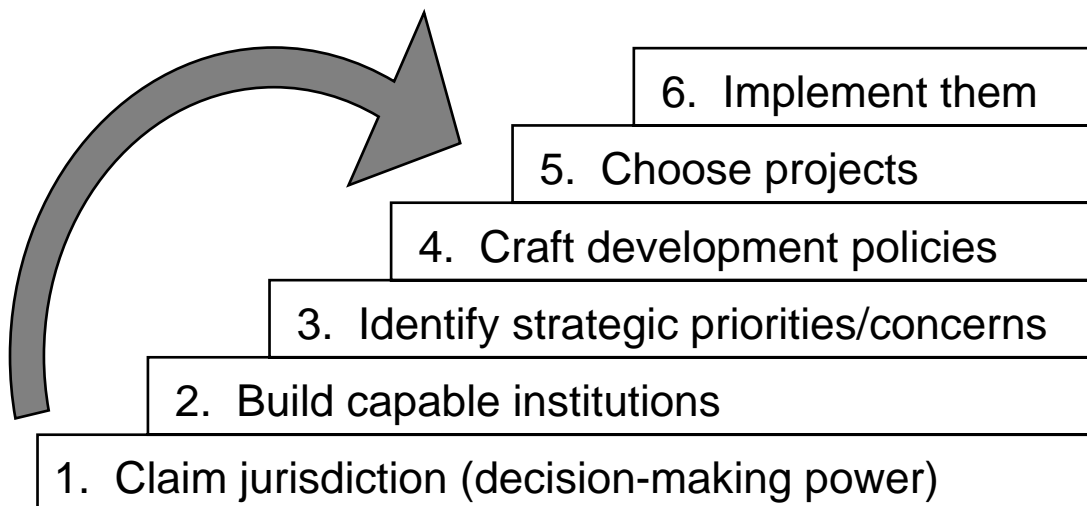 6. Implement them
5. Choose projects
4. Craft development policies
3. Identify strategic priorities/concerns
2. Build capable institutions
1. Claim jurisdiction (decision-making power)